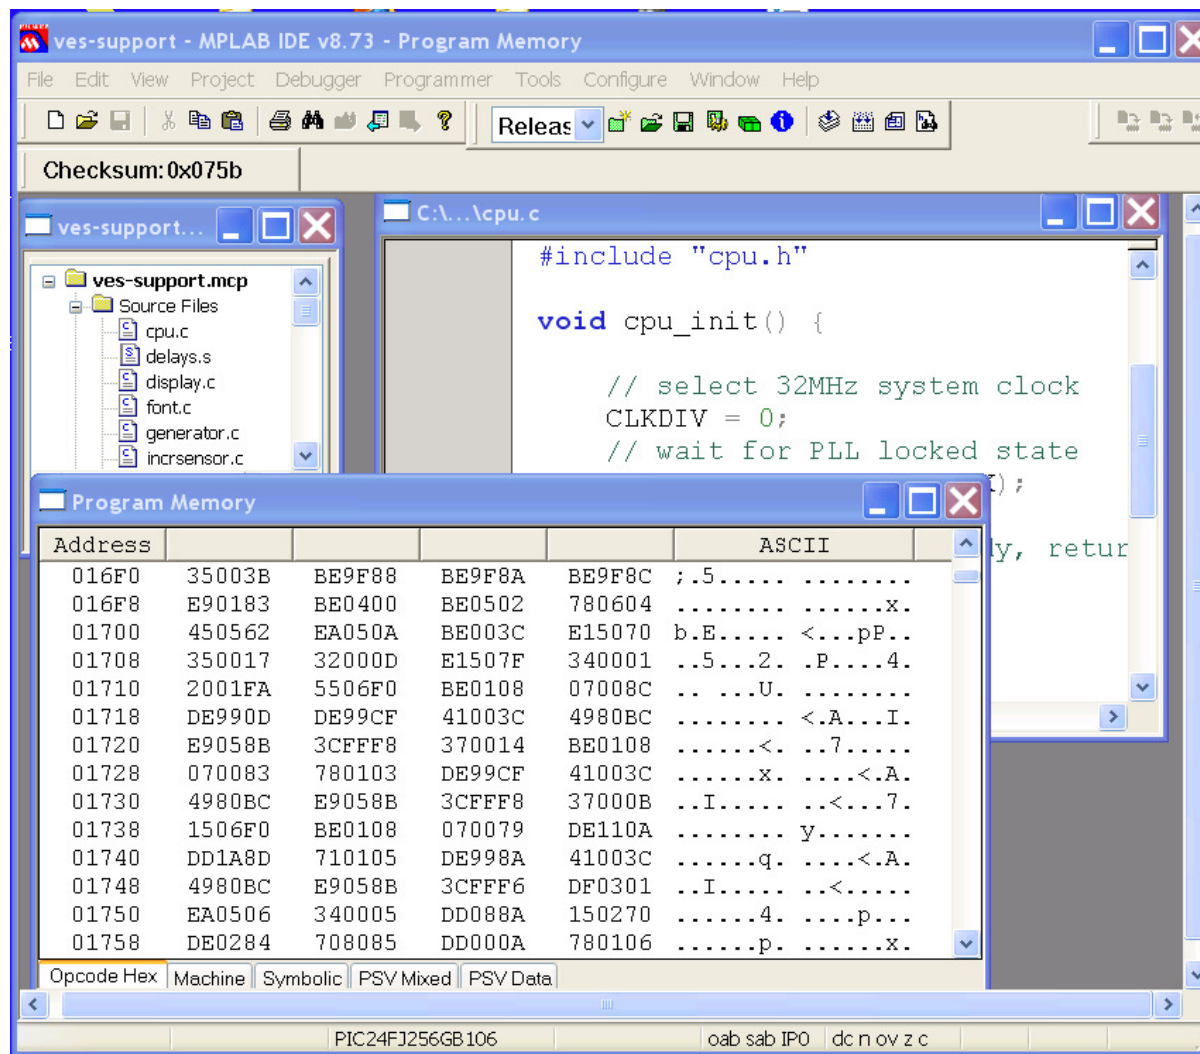 ves-support - MPLAB IDE v8.73 - Program Memory
File Edit View Project Debugger Programmer Tools Configure Window Help
Releas
Checksum: 0x075b
ves-support...
ves-support.mcp
Source Files
cpu.c
delays.s
display.c
font.c
generator.c
incrsensor.c
C:\...\cpu.c
#include "cpu.h"
void cpu_init() {
// select 32MHz system clock
CLKDIV = 0;
// wait for PLL locked state
);
retur
Program Memory
Address ASCII
016F0 35003B BE9F88 BE9F8A BE9F8C ;.5..... ........
016F8 E90183 BE0400 BE0502 780604 ........ ......x.
01700 450562 EA050A BE003C E15070 b.E..... <...pP..
01708 350017 32000D E1507F 340001 ..5...2. .P....4.
01710 2001FA 5506F0 BE0108 07008C .. ...U. ........
01718 DE990D DE99CF 41003C 4980BC ........ <.A...I.
01720 E9058B 3CFFF8 370014 BE0108 ......<. ..7.....
01728 070083 780103 DE99CF 41003C ......x. ....<.A.
01730 4980BC E9058B 3CFFF8 37000B ..I..... ..<...7.
01738 1506F0 BE0108 070079 DE110A ........ y.......
01740 DD1A8D 710105 DE998A 41003C ......q. ....<.A.
01748 4980BC E9058B 3CFFF6 DF0301 ..I..... ..<.....
01750 EA0506 340005 DD088A 150270 ......4. ....p...
01758 DE0284 708085 DD000A 780106 ......p. ......x.
Opcode Hex Machine Symbolic PSV Mixed PSV Data
PIC24FJ256GB106 oab sab IP0 dc n ov z c